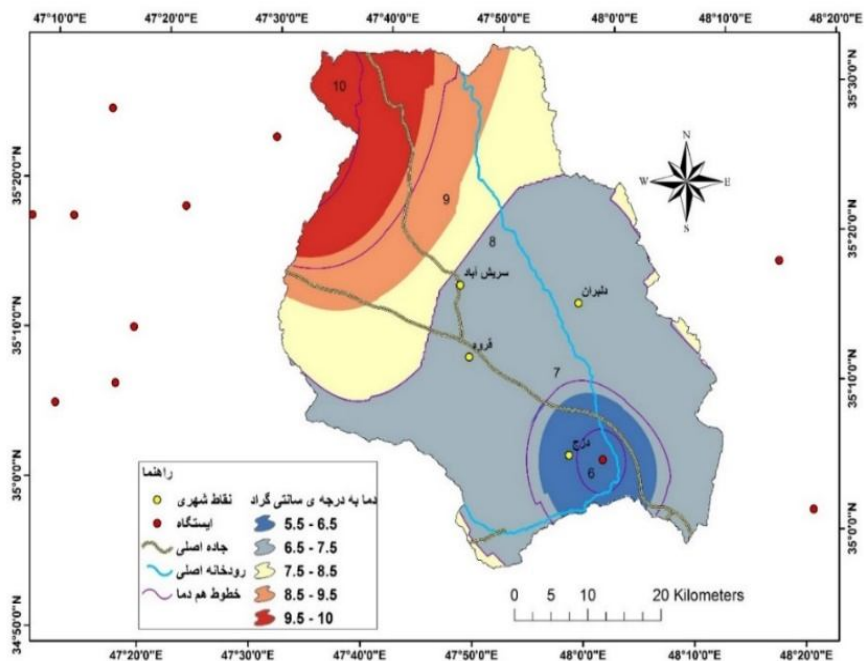 47°10'0"E 47°20'0"E 47°30'0"E 47°40'0"E 47°50'0"E 48°0'0"E 48°10'0"E 48°20'0"E
35°30'0"N
35°20'0"N
35°20'0"N
35°10'0"N
35°10'0"N
35°0'0"N
35°0'0"N
34°50'0"N
N
W E
S
10
9
8
سریش آباد
دلبران
قروه
7
دزج
6
راهنما
نقاط شهری
ایستگاه
جاده اصلی
رودخانه اصلی
خطوط هم دما
دما به درجه ی سانتی گراد
5.5 - 6.5
6.5 - 7.5
7.5 - 8.5
8.5 - 9.5
9.5 - 10
0 5 10 20 Kilometers
47°20'0"E 47°30'0"E 47°40'0"E 47°50'0"E 48°0'0"E 48°10'0"E